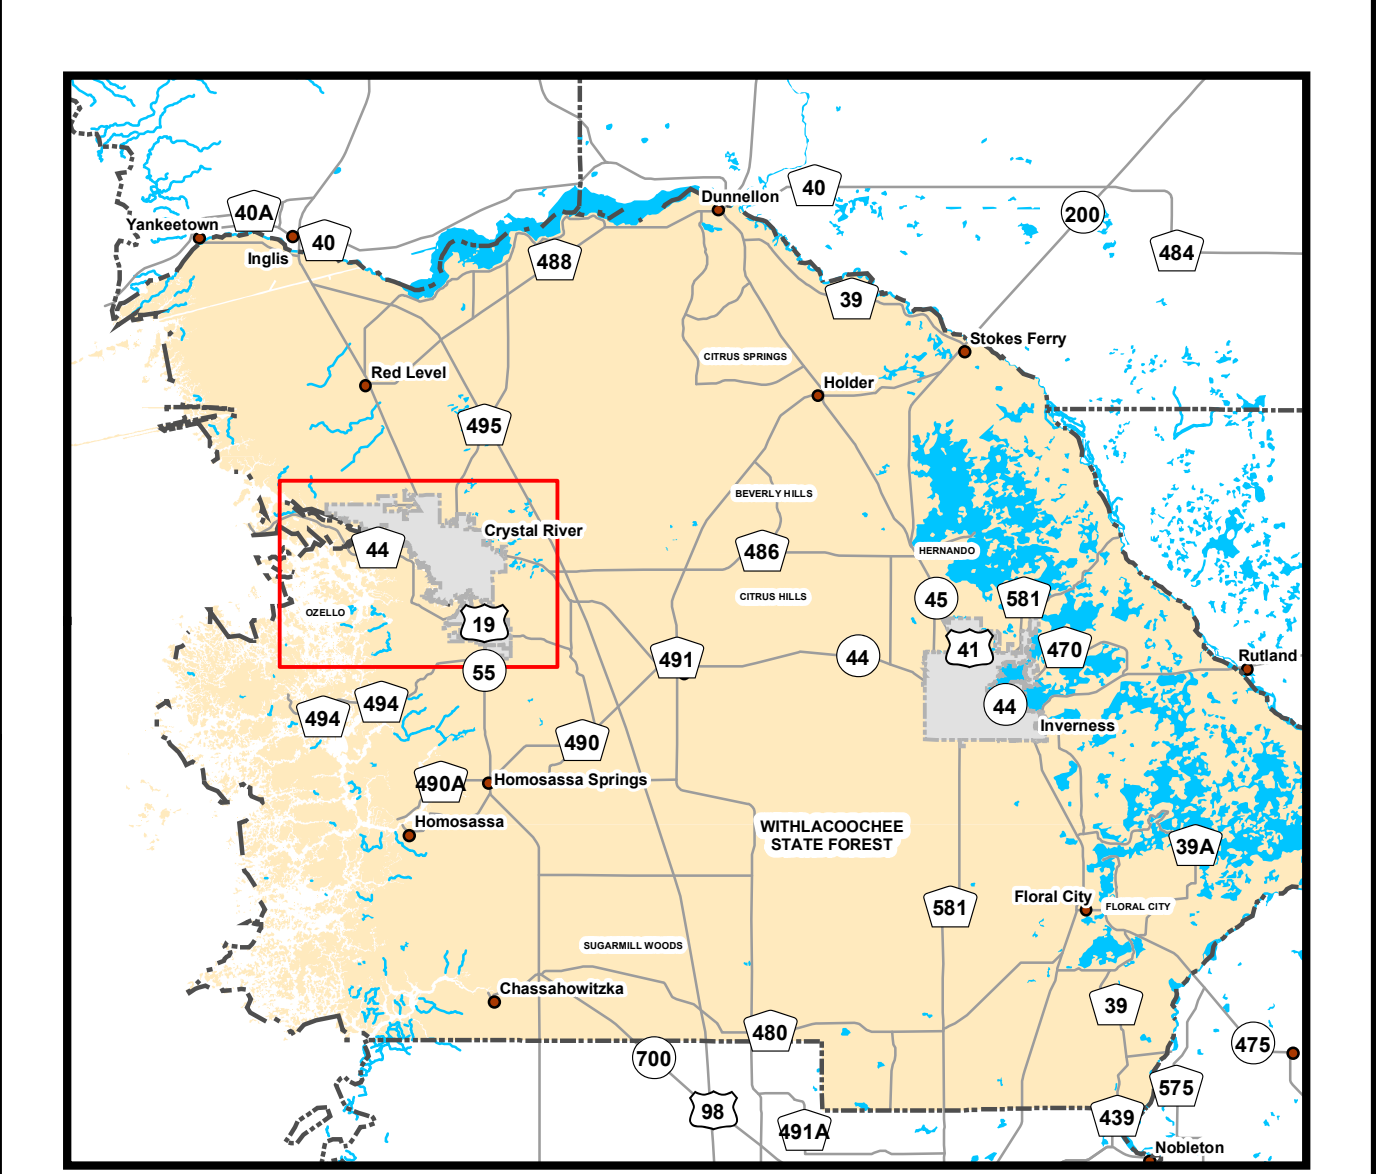 40
Dunnellon
40A
200
Yankeetown
40
484
Inglis
488
39
Stokes Ferry
CITRUS SPRINGS
Red Level
Holder
495
BEVERLY HILLS
Crystal River
44
486
HERNANDO
CITRUS HILLS
45
581
OZELLO
19
41
470
491
44
Rutland
55
494
494
44
Inverness
490
490A
Homosassa Springs
Homosassa
WITHLACOOCHEE
STATE FOREST
39A
Floral City
581
FLORAL CITY
SUGARMILL WOODS
Chassahowitzka
39
480
475
700
575
98
439
491A
Nobleton